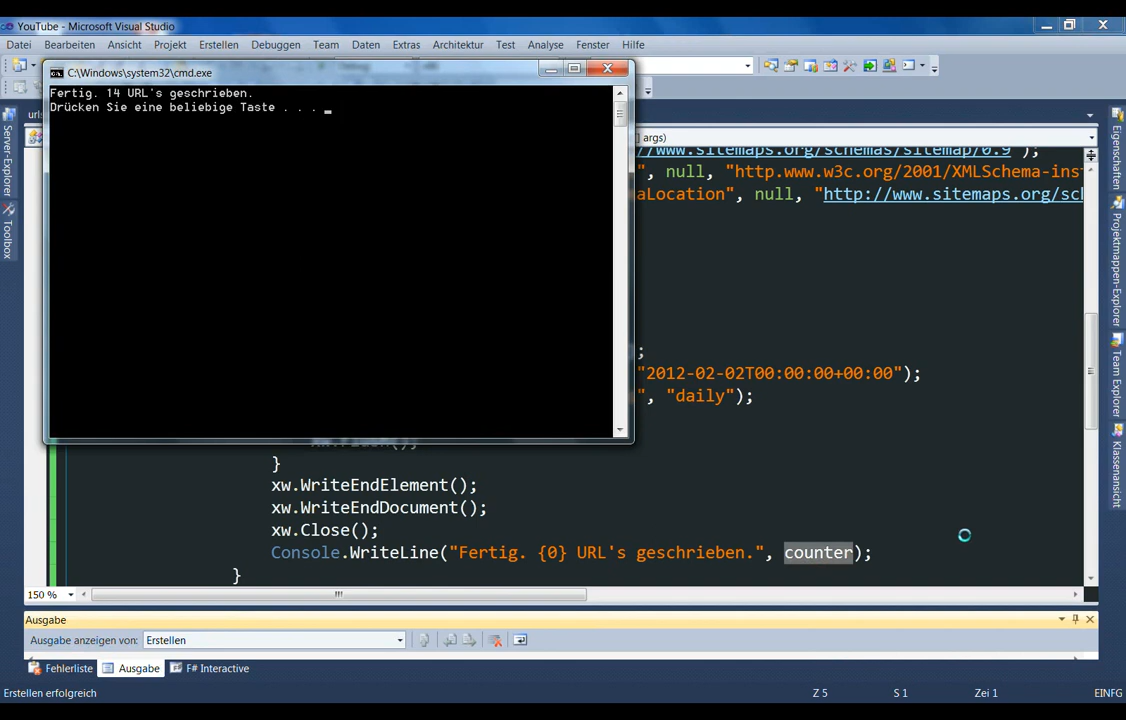 YouTube - Microsoft Visual Studio
Datei Bearbeiten Ansicht Projekt Erstellen Debuggen Team Daten Extras Architektur Test Analyse Fenster Hilfe
C:\Windows\system32\cmd.exe
Fertig. 14 URL's geschrieben.
Drücken Sie eine beliebige Taste . . . _
urls
args)
//www.sitemaps.org/schemas/sitemap/0.9");
", null, "http.www.w3c.org/2001/XMLSchema-inst
aLocation", null, "http://www.sitemaps.org/sch
;
"2012-02-02T00:00:00+00:00");
", "daily");
xw.Flush();
}
xw.WriteEndElement();
xw.WriteEndDocument();
xw.Close();
Console.WriteLine("Fertig. {0} URL's geschrieben.", counter);
}
150 %
Server-Explorer
Toolbox
Eigenschaften
Projektmappen-Explorer
Team Explorer
Klassenansicht
Ausgabe
Ausgabe anzeigen von: Erstellen
Fehlerliste Ausgabe F# Interactive
Erstellen erfolgreich Z 5 S 1 Zei 1 EINFG